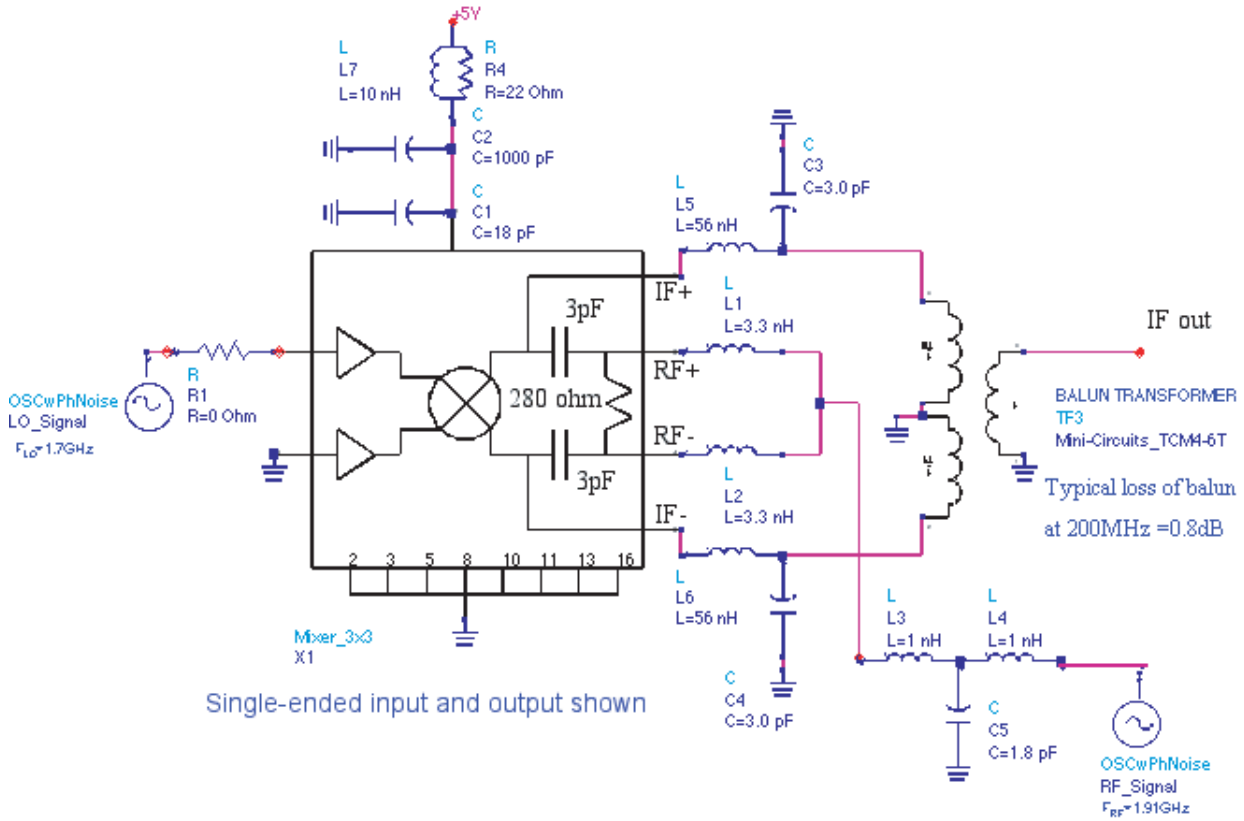 +5V
L
L7
L=10 nH
R
R4
R=22 Ohm
C
C2
C=1000 pF
C
C1
C=18 pF
C
C3
C=3.0 pF
L
L5
L=56 nH
IF+
L
L1
L=3.3 nH
3pF
RF+
280 ohm
RF-
3pF
L
L2
L=3.3 nH
IF-
L
L6
L=56 nH
C
C4
C=3.0 pF
R
R1
R=0 Ohm
OSCwPhNoise
LO_Signal
FLO=1.7GHz
2 3 5 8 10 11 13 16
Mixer_3x3
X1
IF out
BALUN TRANSFORMER
TF3
Mini-Circuits_TCM4-6T
Typical loss of balun
at 200MHz =0.8dB
L
L3
L=1 nH
L
L4
L=1 nH
C
C5
C=1.8 pF
OSCwPhNoise
RF_Signal
FRF=1.91GHz
Single-ended input and output shown